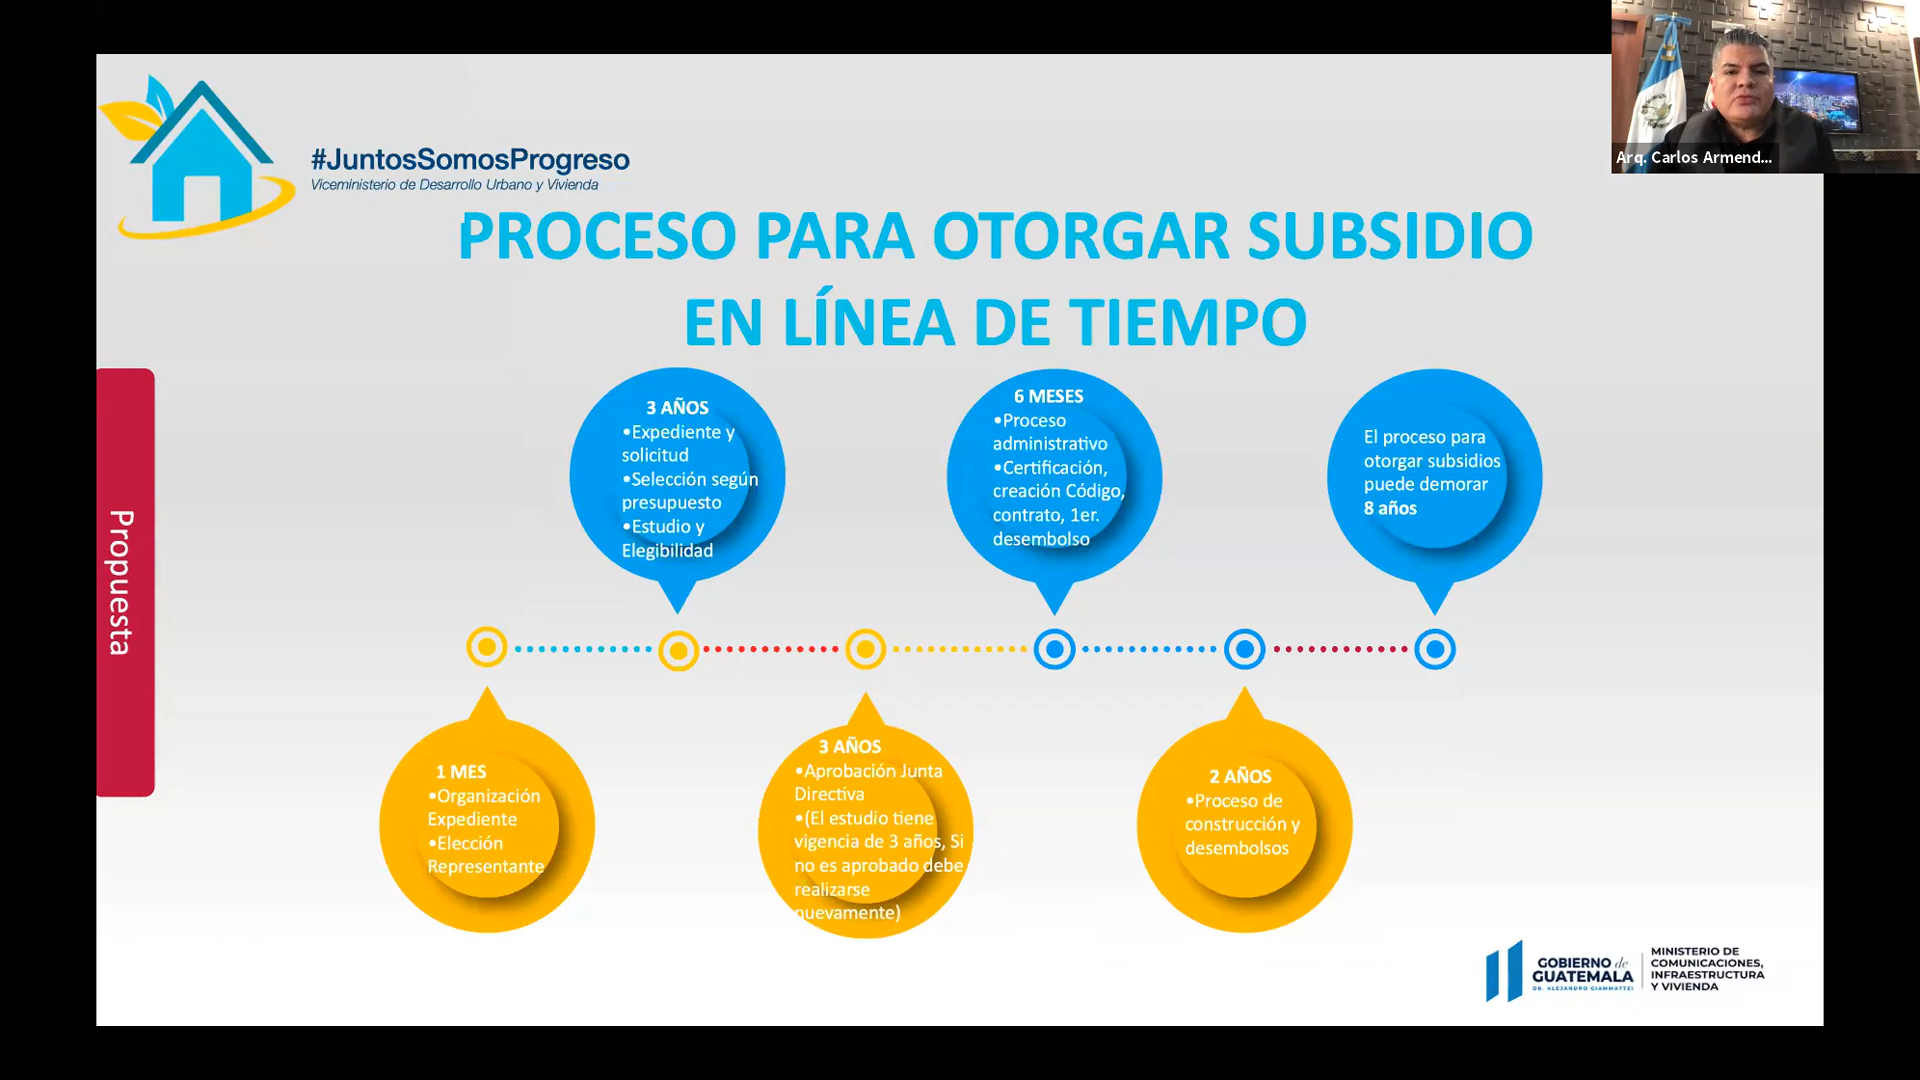 Arq. Carlos Armend...
#JuntosSomosProgreso
Viceministerio de Desarrollo Urbano y Vivienda
PROCESO PARA OTORGAR SUBSIDIO
EN LÍNEA DE TIEMPO
Propuesta
3 AÑOS
•Expediente y
solicitud
•Selección según
presupuesto
•Estudio y
Elegibilidad
6 MESES
•Proceso
administrativo
•Certificación,
creación Código,
contrato, 1er.
desembolso
El proceso para
otorgar subsidios
puede demorar
8 años
1 MES
•Organización
Expediente
•Elección
Representante
3 AÑOS
•Aprobación Junta
Directiva
•(El estudio tiene
vigencia de 3 años, Si
no es aprobado debe
realizarse
nuevamente)
2 AÑOS
•Proceso de
construcción y
desembolsos
GOBIERNO de
GUATEMALA
DR. ALEJANDRO GIAMMATTEI
MINISTERIO DE
COMUNICACIONES,
INFRAESTRUCTURA
Y VIVIENDA